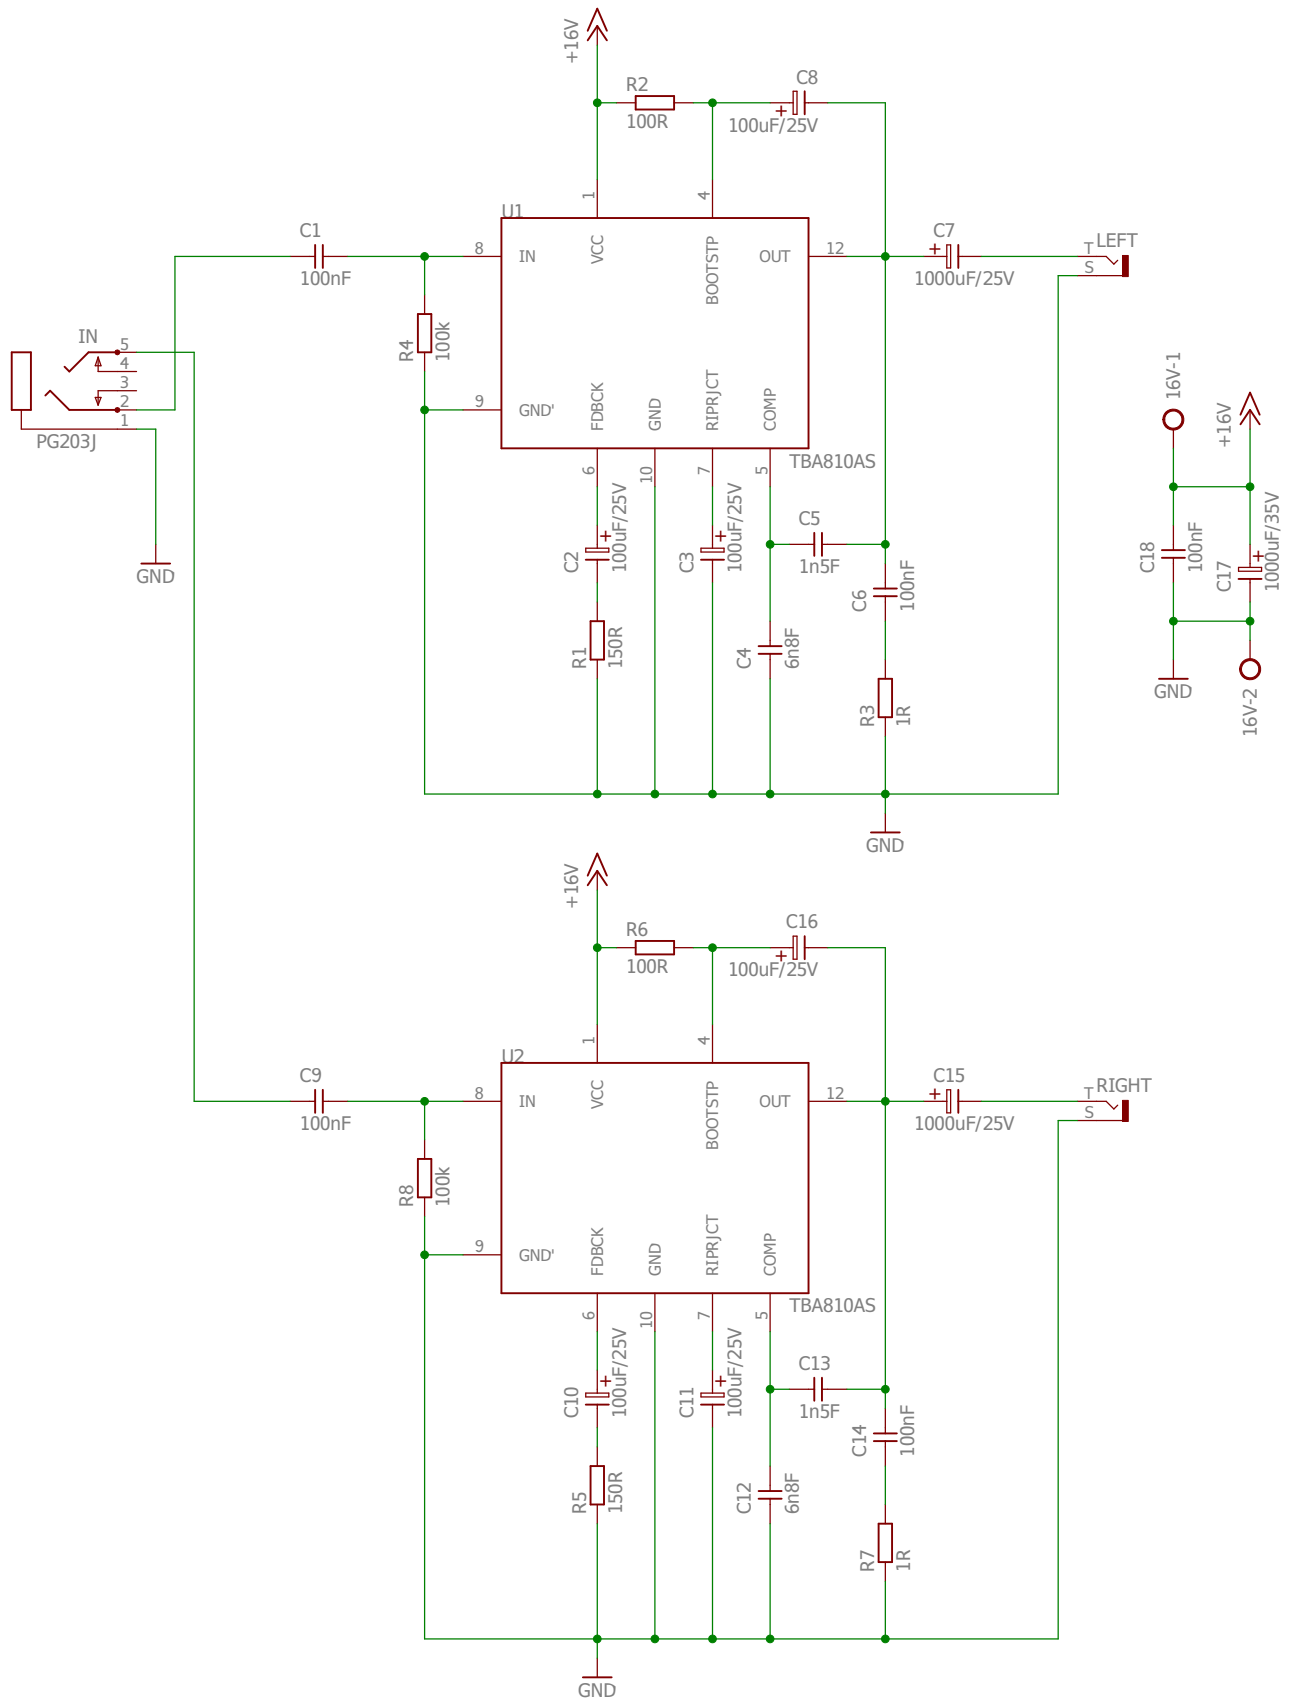 +16V
R2
100R
C8
+
100uF/25V
1
4
U1
VCC
BOOTSTP
C1
100nF
8
IN
OUT
12
C7
+
1000uF/25V
T
LEFT
S
R4
100k
IN
5
4
3
2
1
PG203J
GND
9
GND'
FDBCK
GND
RIPRJCT
COMP
TBA810AS
6
10
7
5
C2
+
100uF/25V
C3
+
100uF/25V
C5
1n5F
C6
100nF
R1
150R
C4
6n8F
R3
1R
GND
16V-1
+16V
C18
100nF
C17
+
1000uF/35V
GND
16V-2
+16V
R6
100R
C16
+
100uF/25V
1
4
U2
VCC
BOOTSTP
C9
100nF
8
IN
OUT
12
C15
+
1000uF/25V
T
RIGHT
S
R8
100k
9
GND'
FDBCK
GND
RIPRJCT
COMP
TBA810AS
6
10
7
5
C10
+
100uF/25V
C11
+
100uF/25V
C13
1n5F
C14
100nF
R5
150R
C12
6n8F
R7
1R
GND